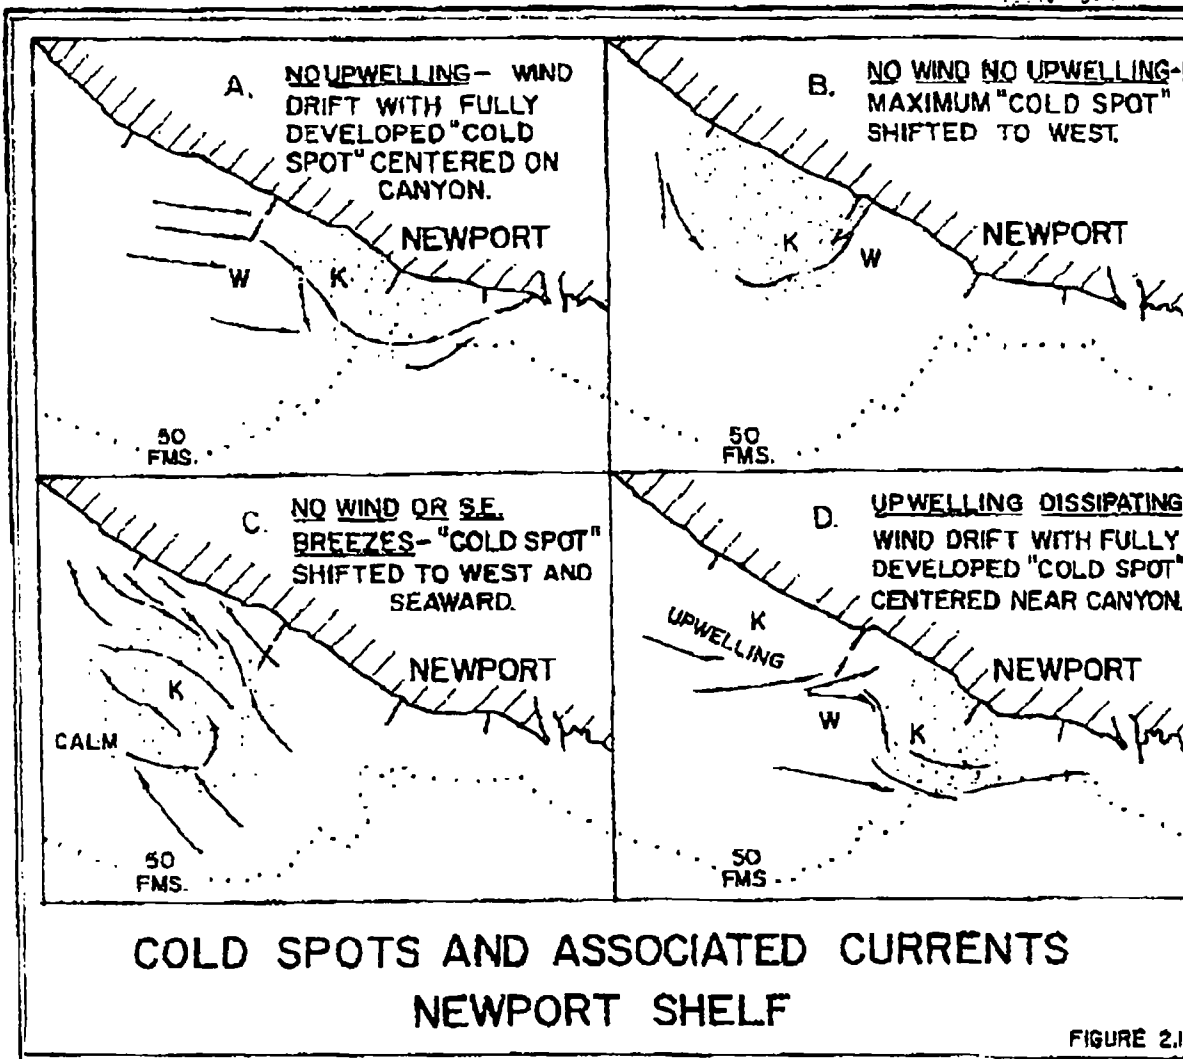 A. NO UPWELLING- WIND
DRIFT WITH FULLY
DEVELOPED "COLD
SPOT" CENTERED ON
CANYON.
NEWPORT
K
W
50
FMS.
B. NO WIND NO UPWELLING-
MAXIMUM "COLD SPOT"
SHIFTED TO WEST.
NEWPORT
K
W
50
FMS.
C. NO WIND OR S.E.
BREEZES- "COLD SPOT"
SHIFTED TO WEST AND
SEAWARD.
NEWPORT
K
CALM
50
FMS.
D. UPWELLING DISSIPATING
WIND DRIFT WITH FULLY
DEVELOPED "COLD SPOT"
CENTERED NEAR CANYON.
K
UPWELLING
NEWPORT
W
K
50
FMS
COLD SPOTS AND ASSOCIATED CURRENTS
NEWPORT SHELF
FIGURE 2.1